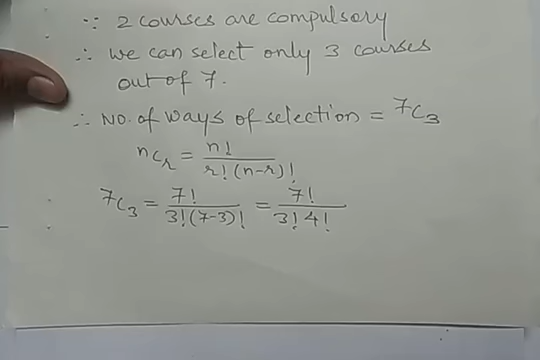 ∵ 2 courses are compulsory
∴ we can select only 3 courses
out of 7.
∴ No. of ways of selection = ⁷C₃
ⁿCᵣ = n! / r!(n-r)!
⁷C₃ = 7! / 3!(7-3)! = 7! / 3! 4!